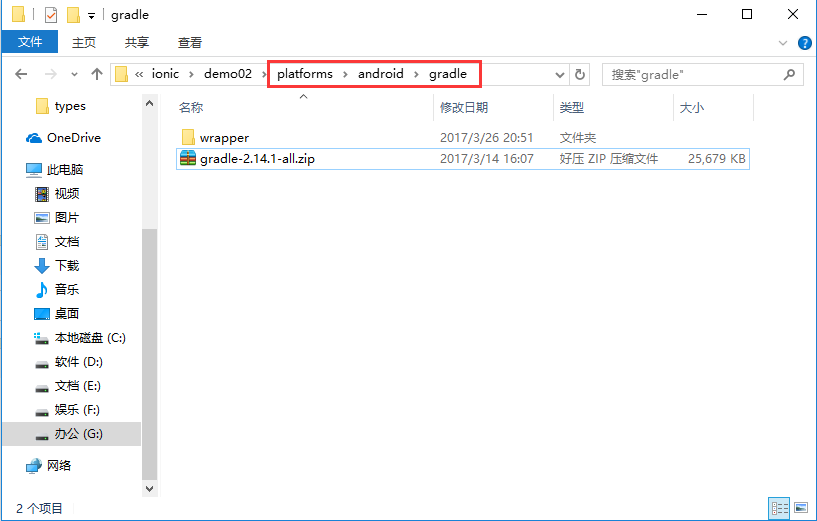 gradle
文件 主页 共享 查看
« ionic › demo02 › platforms › android › gradle
搜索"gradle"
名称 修改日期 类型 大小
wrapper 2017/3/26 20:51 文件夹
gradle-2.14.1-all.zip 2017/3/14 16:07 好压 ZIP 压缩文件 25,679 KB
types
OneDrive
此电脑
视频
图片
文档
下载
音乐
桌面
本地磁盘 (C:)
软件 (D:)
文档 (E:)
娱乐 (F:)
办公 (G:)
网络
2 个项目